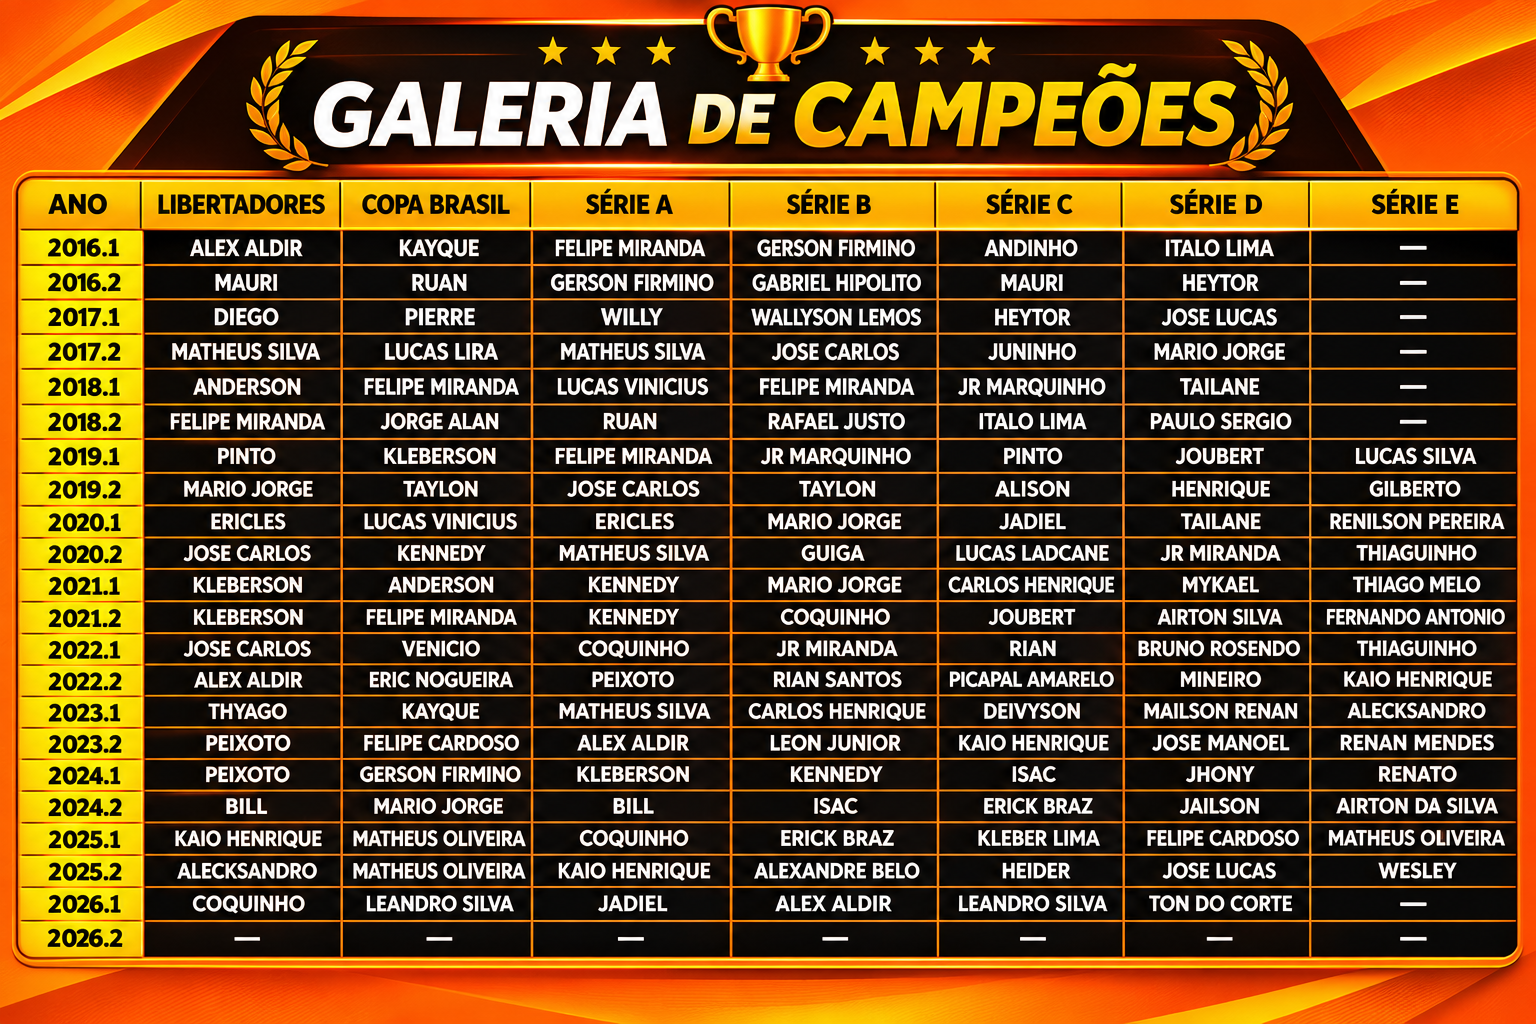 GALERIA DE CAMPEÕES
ANO LIBERTADORES COPA BRASIL SÉRIE A SÉRIE B SÉRIE C SÉRIE D SÉRIE E
2016.1 ALEX ALDIR KAYQUE FELIPE MIRANDA GERSON FIRMINO ANDINHO ITALO LIMA —
2016.2 MAURI RUAN GERSON FIRMINO GABRIEL HIPOLITO MAURI HEYTOR —
2017.1 DIEGO PIERRE WILLY WALLYSON LEMOS HEYTOR JOSE LUCAS —
2017.2 MATHEUS SILVA LUCAS LIRA MATHEUS SILVA JOSE CARLOS JUNINHO MARIO JORGE —
2018.1 ANDERSON FELIPE MIRANDA LUCAS VINICIUS FELIPE MIRANDA JR MARQUINHO TAILANE —
2018.2 FELIPE MIRANDA JORGE ALAN RUAN RAFAEL JUSTO ITALO LIMA PAULO SERGIO —
2019.1 PINTO KLEBERSON FELIPE MIRANDA JR MARQUINHO PINTO JOUBERT LUCAS SILVA
2019.2 MARIO JORGE TAYLON JOSE CARLOS TAYLON ALISON HENRIQUE GILBERTO
2020.1 ERICLES LUCAS VINICIUS ERICLES MARIO JORGE JADIEL TAILANE RENILSON PEREIRA
2020.2 JOSE CARLOS KENNEDY MATHEUS SILVA GUIGA LUCAS LADCANE JR MIRANDA THIAGUINHO
2021.1 KLEBERSON ANDERSON KENNEDY MARIO JORGE CARLOS HENRIQUE MYKAEL THIAGO MELO
2021.2 KLEBERSON FELIPE MIRANDA KENNEDY COQUINHO JOUBERT AIRTON SILVA FERNANDO ANTONIO
2022.1 JOSE CARLOS VENICIO COQUINHO JR MIRANDA RIAN BRUNO ROSENDO THIAGUINHO
2022.2 ALEX ALDIR ERIC NOGUEIRA PEIXOTO RIAN SANTOS PICAPAL AMARELO MINEIRO KAIO HENRIQUE
2023.1 THYAGO KAYQUE MATHEUS SILVA CARLOS HENRIQUE DEIVYSON MAILSON RENAN ALECKSANDRO
2023.2 PEIXOTO FELIPE CARDOSO ALEX ALDIR LEON JUNIOR KAIO HENRIQUE JOSE MANOEL RENAN MENDES
2024.1 PEIXOTO GERSON FIRMINO KLEBERSON KENNEDY ISAC JHONY RENATO
2024.2 BILL MARIO JORGE BILL ISAC ERICK BRAZ JAILSON AIRTON DA SILVA
2025.1 KAIO HENRIQUE MATHEUS OLIVEIRA COQUINHO ERICK BRAZ KLEBER LIMA FELIPE CARDOSO MATHEUS OLIVEIRA
2025.2 ALECKSANDRO MATHEUS OLIVEIRA KAIO HENRIQUE ALEXANDRE BELO HEIDER JOSE LUCAS WESLEY
2026.1 COQUINHO LEANDRO SILVA JADIEL ALEX ALDIR LEANDRO SILVA TON DO CORTE —
2026.2 — — — — — — —